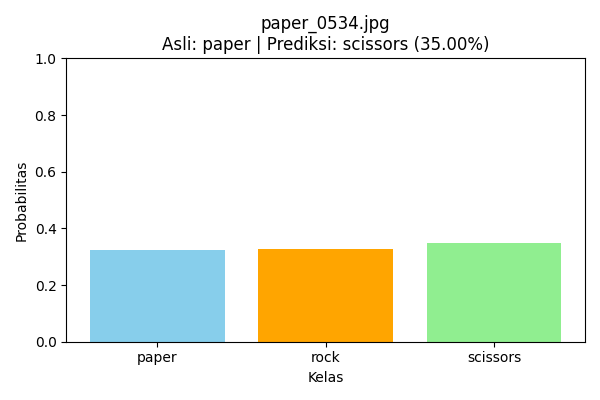 paper_0534.jpg
Asli: paper | Prediksi: scissors (35.00%)
1.0
0.8
0.6
0.4
0.2
0.0
Probabilitas
paper rock scissors
Kelas